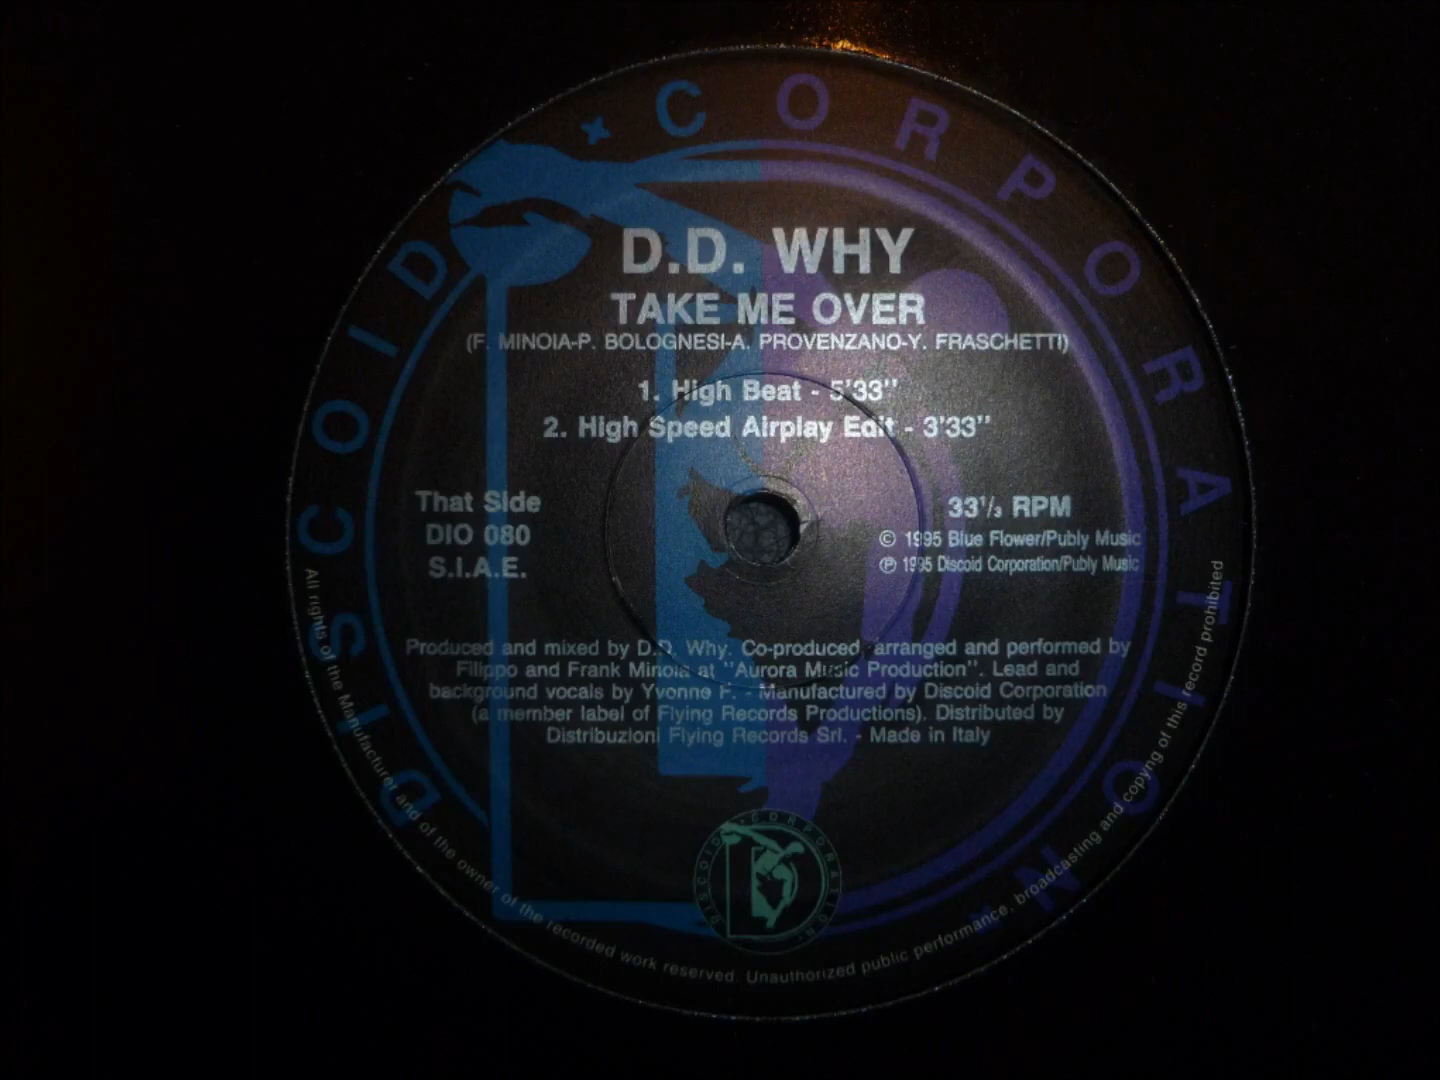 DISCOID * CORPORATION *
D.D. WHY
TAKE ME OVER
(F. MINOIA-P. BOLOGNESI-A. PROVENZANO-Y. FRASCHETTI)
1. High Beat - 5'33''
2. High Speed Airplay Edit - 3'33''
That Side
DIO 080
S.I.A.E.
33¹/₃ RPM
© 1995 Blue Flower/Publy Music
℗ 1995 Discoid Corporation/Publy Music
Produced and mixed by D.D. Why. Co-produced, arranged and performed by
Filippo and Frank Minoia at "Aurora Music Production". Lead and
background vocals by Yvonne F. - Manufactured by Discoid Corporation
(a member label of Flying Records Productions). Distributed by
Distribuzioni Flying Records Srl. - Made in Italy
DISCOID * CORPORATION *
All rights of the Manufacturer and of the owner of the recorded work reserved. Unauthorized public performance, broadcasting and copyng of this record prohibited